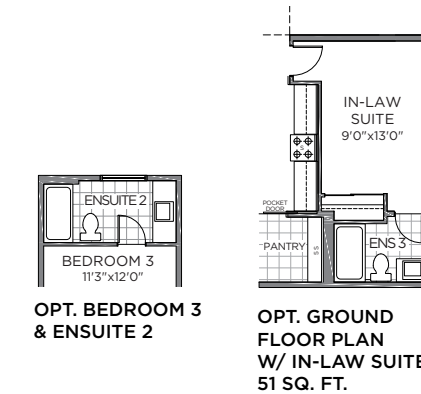 ENSUITE 2
BEDROOM 3
11'3"x12'0"
OPT. BEDROOM 3
& ENSUITE 2
IN-LAW
SUITE
9'0"x13'0"
S
POCKET
DOOR
PANTRY
5 S
ENS 3
OPT. GROUND
FLOOR PLAN
W/ IN-LAW SUITE
51 SQ. FT.